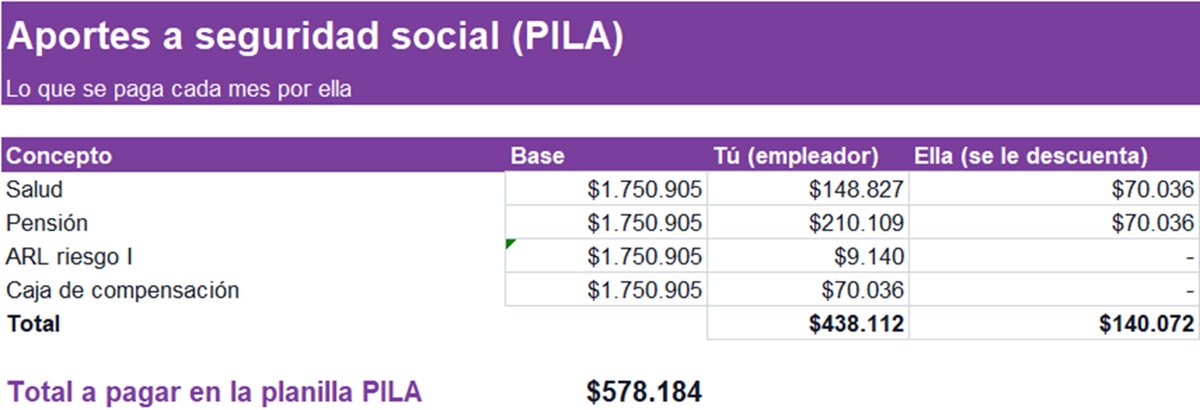 Aportes a seguridad social (PILA)
Lo que se paga cada mes por ella
Concepto Base Tú (empleador) Ella (se le descuenta)
Salud $1.750.905 $148.827 $70.036
Pensión $1.750.905 $210.109 $70.036
ARL riesgo I $1.750.905 $9.140 -
Caja de compensación $1.750.905 $70.036 -
Total $438.112 $140.072
Total a pagar en la planilla PILA $578.184